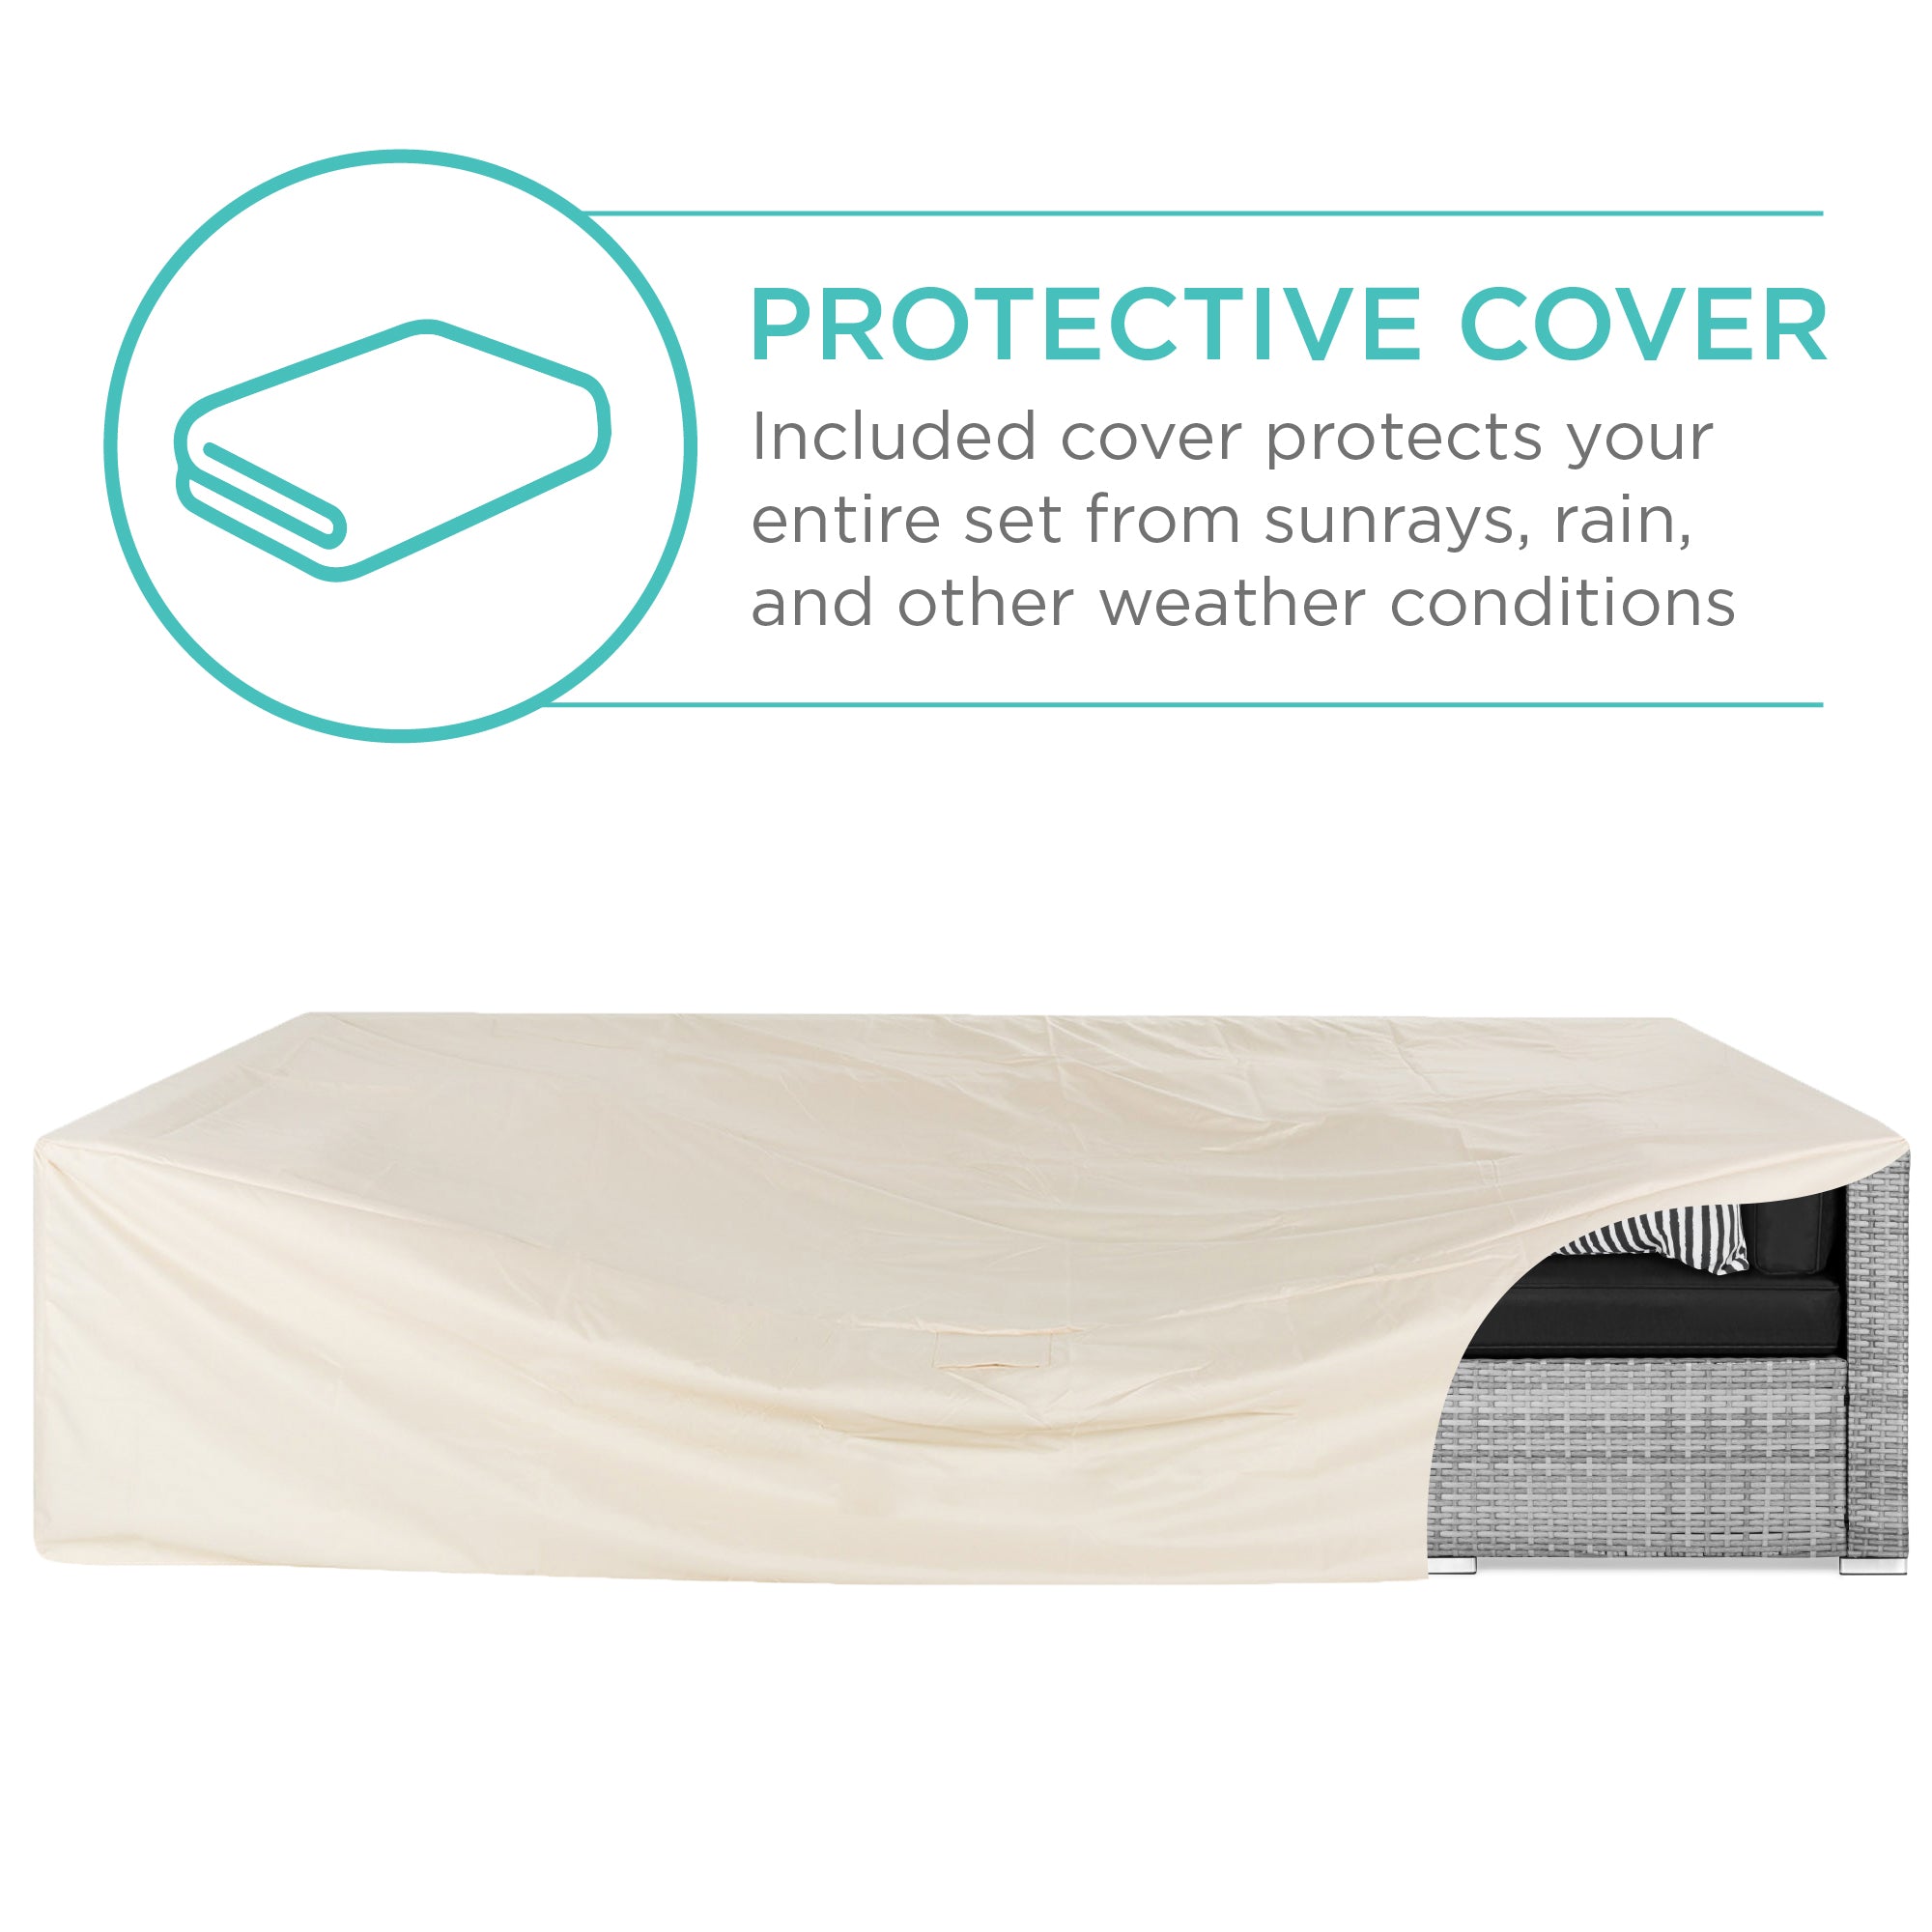 PROTECTIVE COVER
Included cover protects your
entire set from sunrays, rain,
and other weather conditions